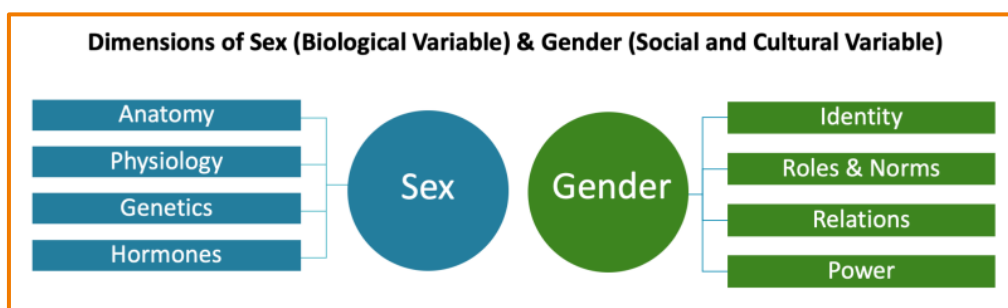 Dimensions of Sex (Biological Variable) & Gender (Social and Cultural Variable)
Anatomy
Physiology
Genetics
Hormones
Sex
Gender
Identity
Roles & Norms
Relations
Power